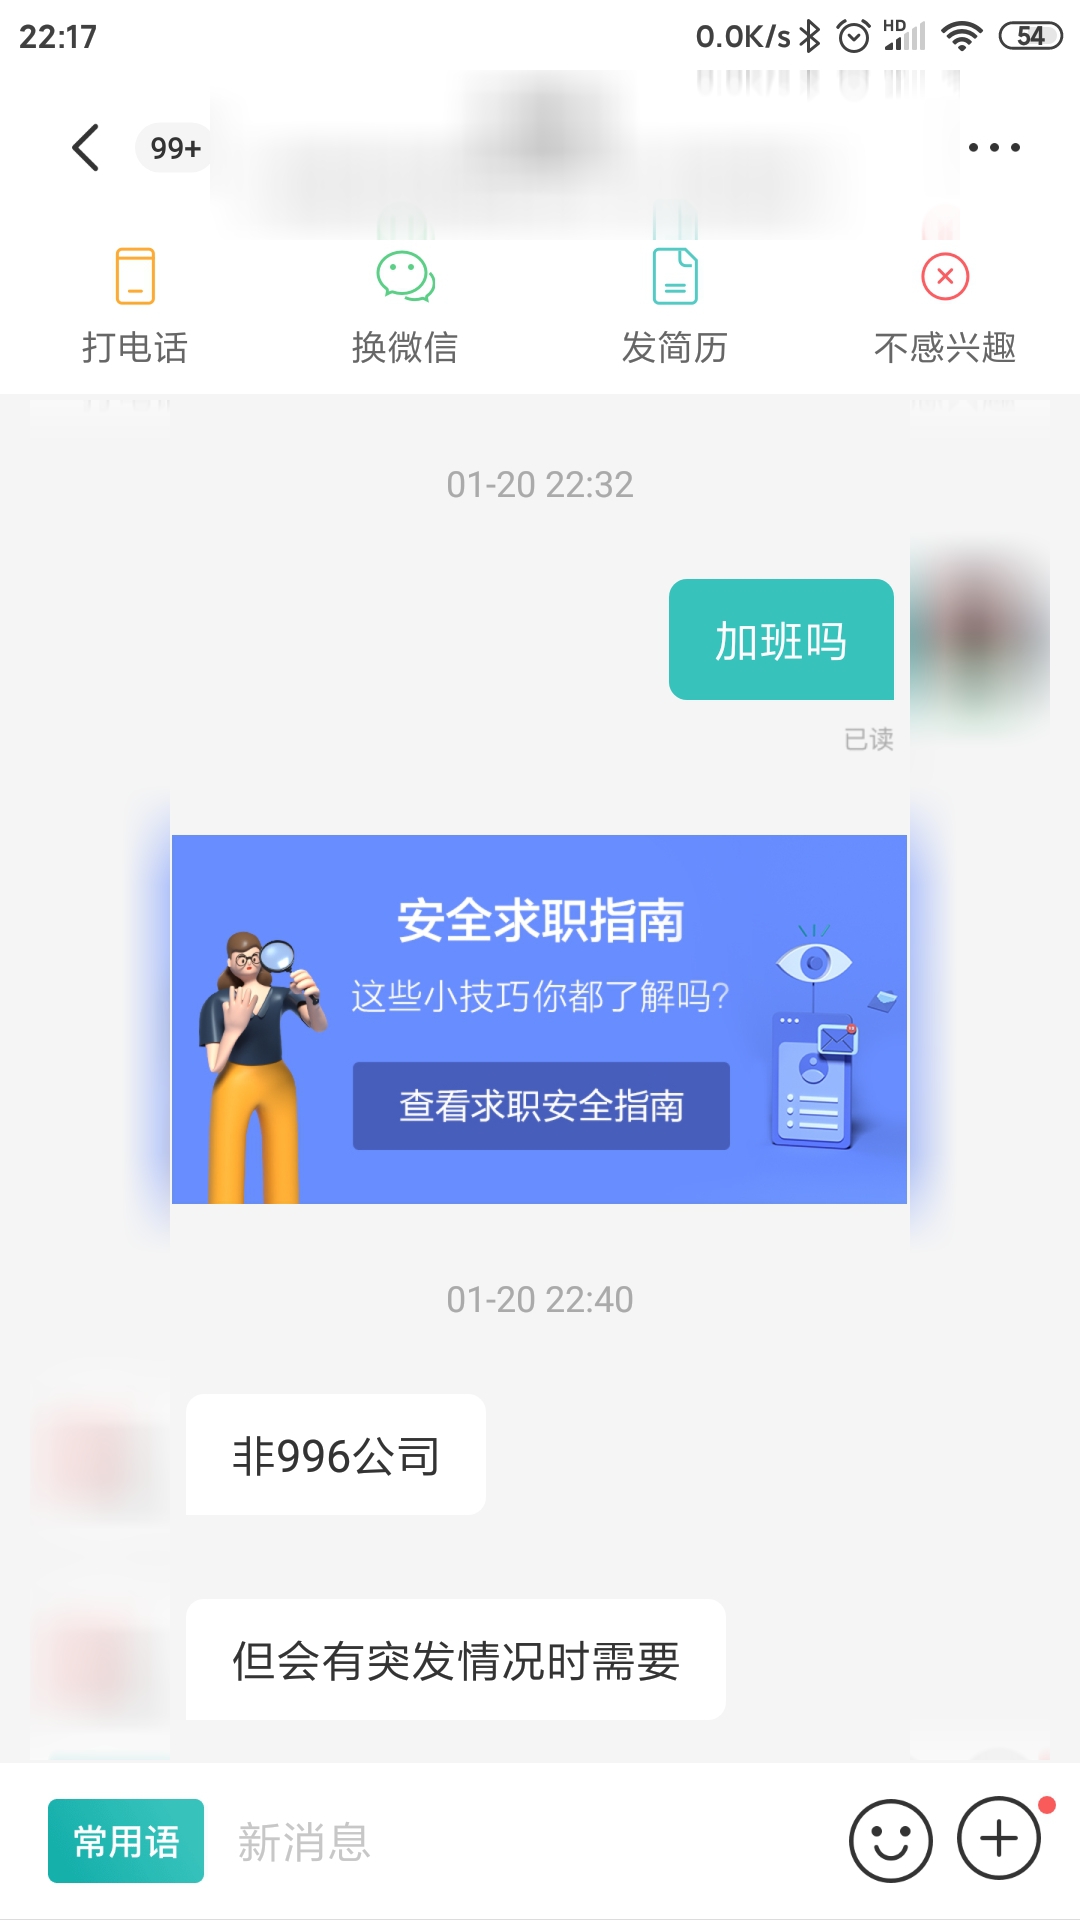 22:17
0.0K/s HD 54
99+
打电话 换微信 发简历 不感兴趣
01-20 22:32
加班吗
已读
安全求职指南
这些小技巧你都了解吗?
查看求职安全指南
01-20 22:40
非996公司
但会有突发情况时需要
常用语 新消息